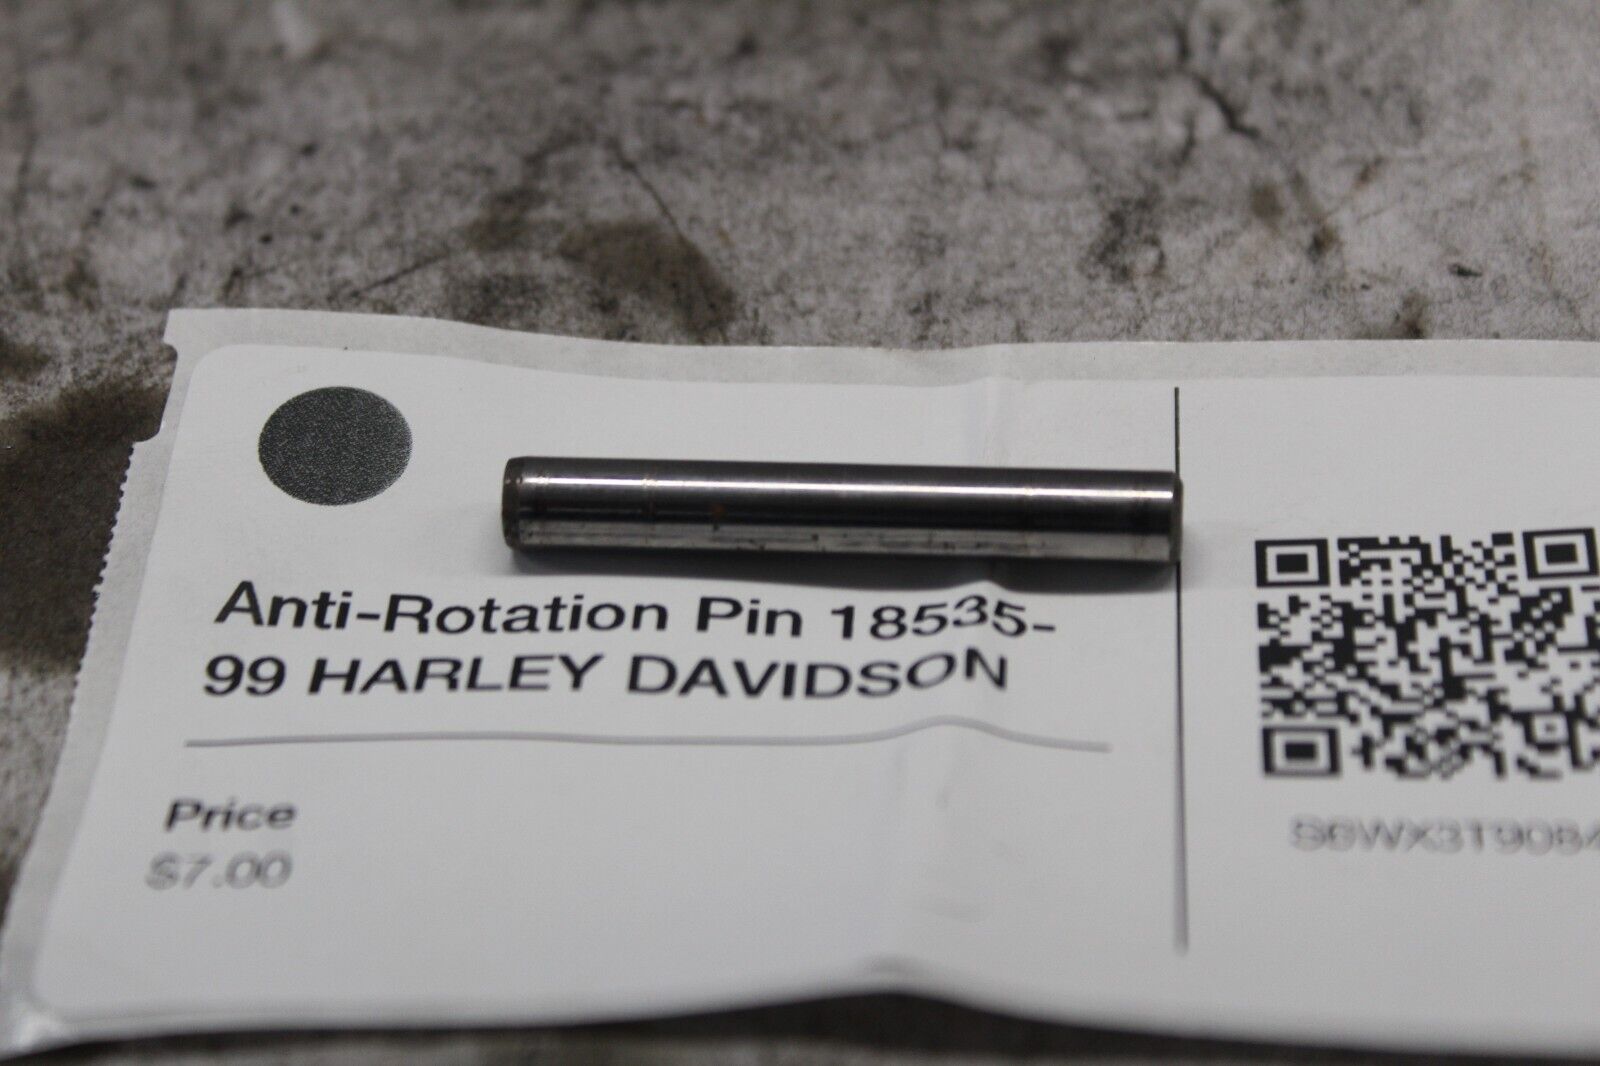 Anti-Rotation Pin 18535-
99 HARLEY DAVIDSON
Price
$7.00